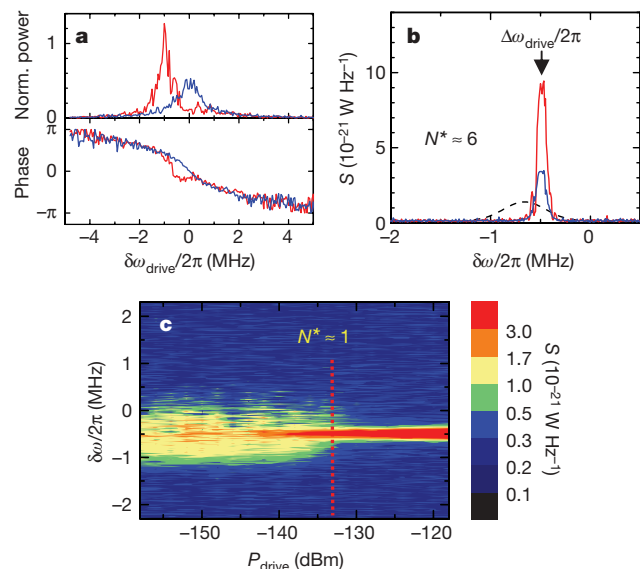 a
Norm. power
1
0
Phase
π
0
−π
−4 −2 0 2 4
δω_drive/2π (MHz)
b
Δω_drive/2π
S (10⁻²¹ W Hz⁻¹)
10
5
0
N* ≈ 6
−2 −1 0
δω/2π (MHz)
c
N* ≈ 1
δω/2π (MHz)
2
1
−0
−1
−2
−150 −140 −130 −120
P_drive (dBm)
3.0
1.7
1.0
0.5
0.3
0.2
0.1
S (10⁻²¹ W Hz⁻¹)